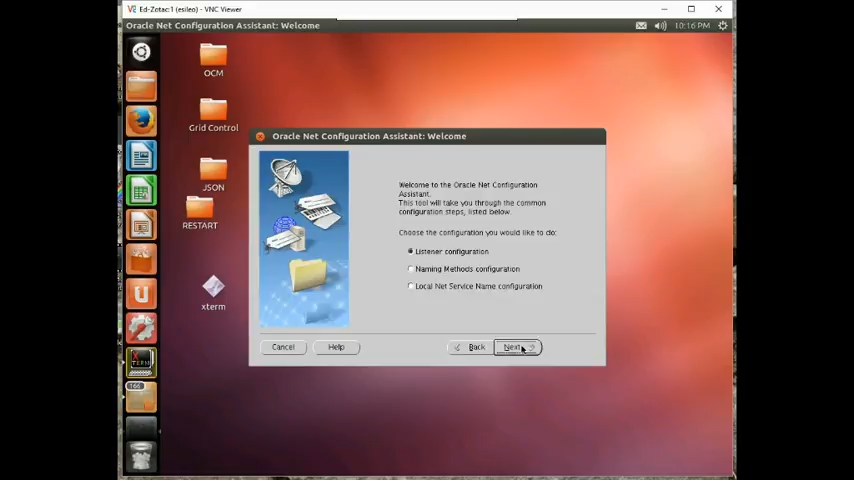 Ed-Zotac:1 (esileo) - VNC Viewer
Oracle Net Configuration Assistant: Welcome
10:16 PM
OCM
Grid Control
JSON
RESTART
xterm
166
Oracle Net Configuration Assistant: Welcome
Welcome to the Oracle Net Configuration
Assistant.
This tool will take you through the common
configuration steps, listed below.
Choose the configuration you would like to do:
Listener configuration
Naming Methods configuration
Local Net Service Name configuration
Cancel
Help
Back
Next